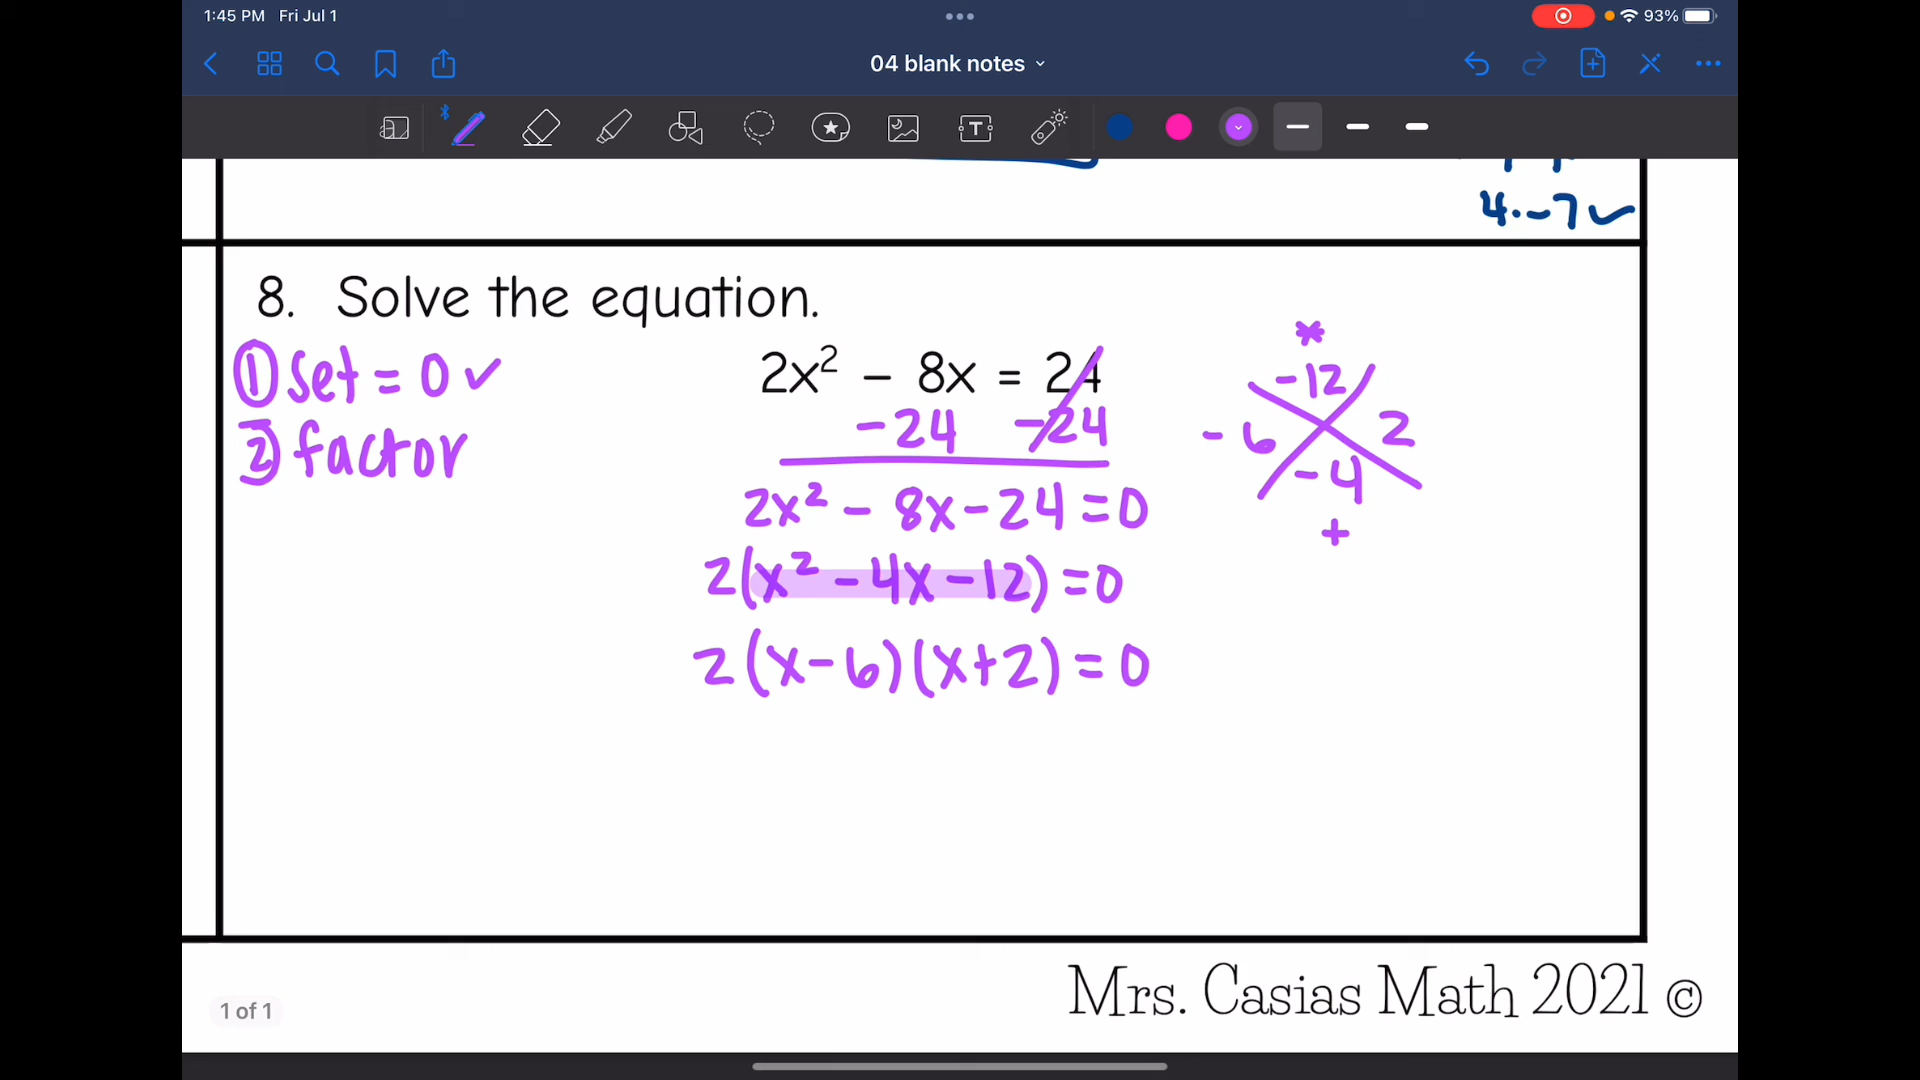 1:45 PM Fri Jul 1
93%
04 blank notes
T
4·-7✓
8. Solve the equation.
① Set = 0 ✓
② factor
2x² – 8x = 24
-24 -24
2x² - 8x - 24 = 0
2(x² - 4x - 12) = 0
2(x - 6)(x + 2) = 0
*
-12
-6 2
-4
+
Mrs. Casias Math 2021 ©
1 of 1